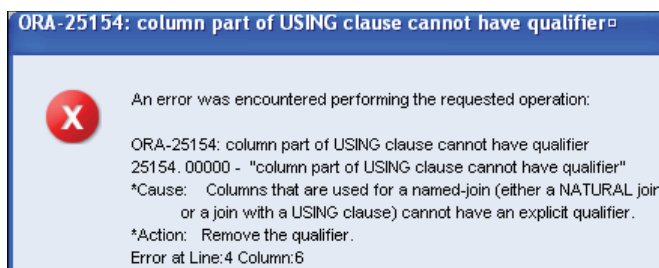 ORA-25154: column part of USING clause cannot have qualifier¤
An error was encountered performing the requested operation:
ORA-25154: column part of USING clause cannot have qualifier
25154. 00000 - "column part of USING clause cannot have qualifier"
*Cause: Columns that are used for a named-join (either a NATURAL join
or a join with a USING clause) cannot have an explicit qualifier.
*Action: Remove the qualifier.
Error at Line:4 Column:6